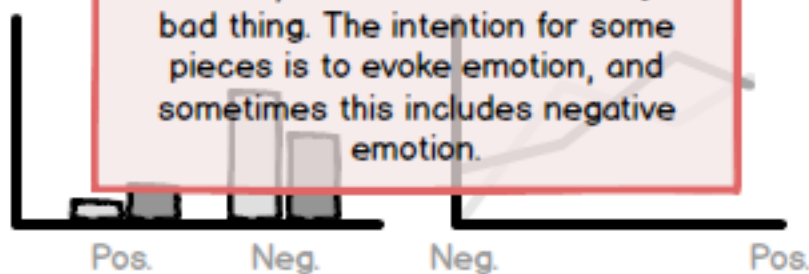 bad thing. The intention for some
pieces is to evoke emotion, and
sometimes this includes negative
emotion.
Pos. Neg. Neg. Pos.